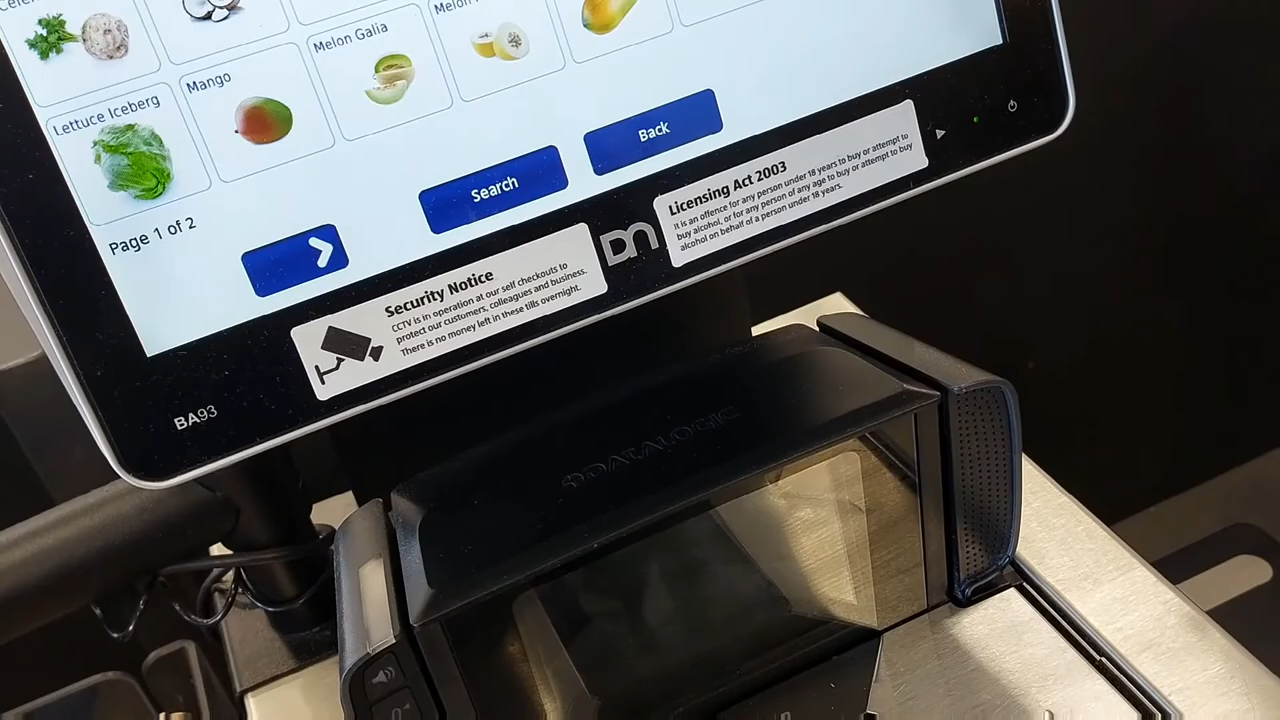 Melon Galia
Mango
Lettuce Iceberg
Back
Search
Page 1 of 2
Licensing Act 2003
It is an offence for any person under 18 years to buy or attempt to
buy alcohol, or for any person of any age to buy or attempt to buy
alcohol on behalf of a person under 18 years.
DN
Security Notice
CCTV is in operation at our self checkouts to
protect our customers, colleagues and business.
There is no money left in these tills overnight.
BA93
DATALOGIC